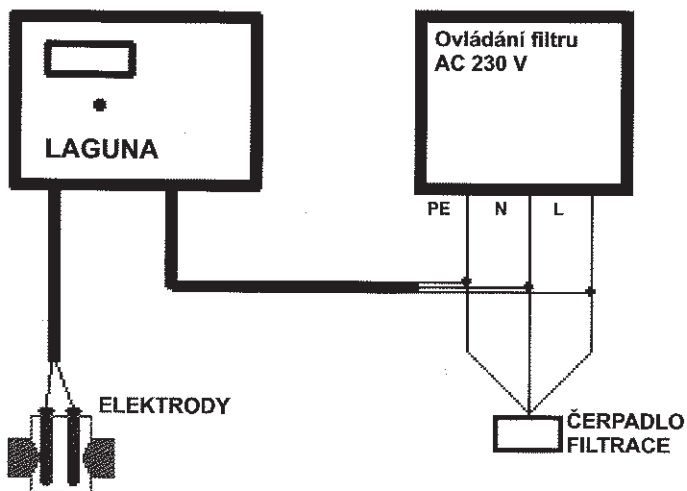 LAGUNA
Ovládání filtru
AC 230 V
PE N L
ELEKTRODY
ČERPADLO
FILTRACE